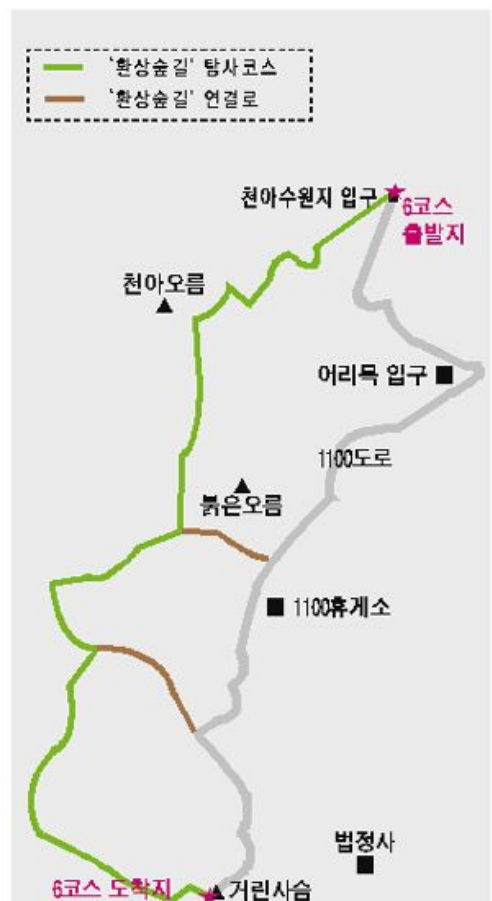 '환상숲길' 탐사코스
'환상숲길' 연결로
천아수원지 입구
6코스
출발지
천아오름
어리목 입구
1100도로
붉은오름
1100휴게소
법정사
6코스 도착지
거린사슴